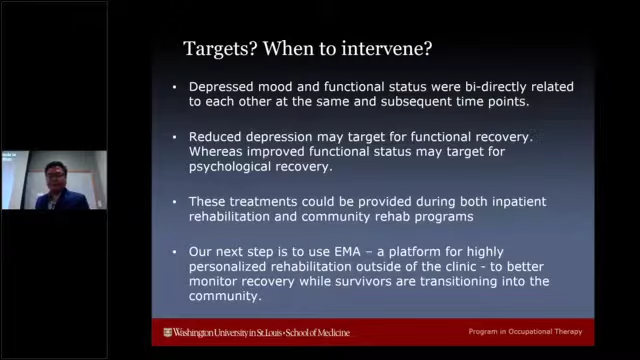 Targets? When to intervene?
• Depressed mood and functional status were bi-directly related
to each other at the same and subsequent time points.
• Reduced depression may target for functional recovery.
Whereas improved functional status may target for
psychological recovery.
• These treatments could be provided during both inpatient
rehabilitation and community rehab programs
• Our next step is to use EMA – a platform for highly
personalized rehabilitation outside of the clinic - to better
monitor recovery while survivors are transitioning into the
community.
Washington University in St. Louis • School of Medicine
Program in Occupational Therapy